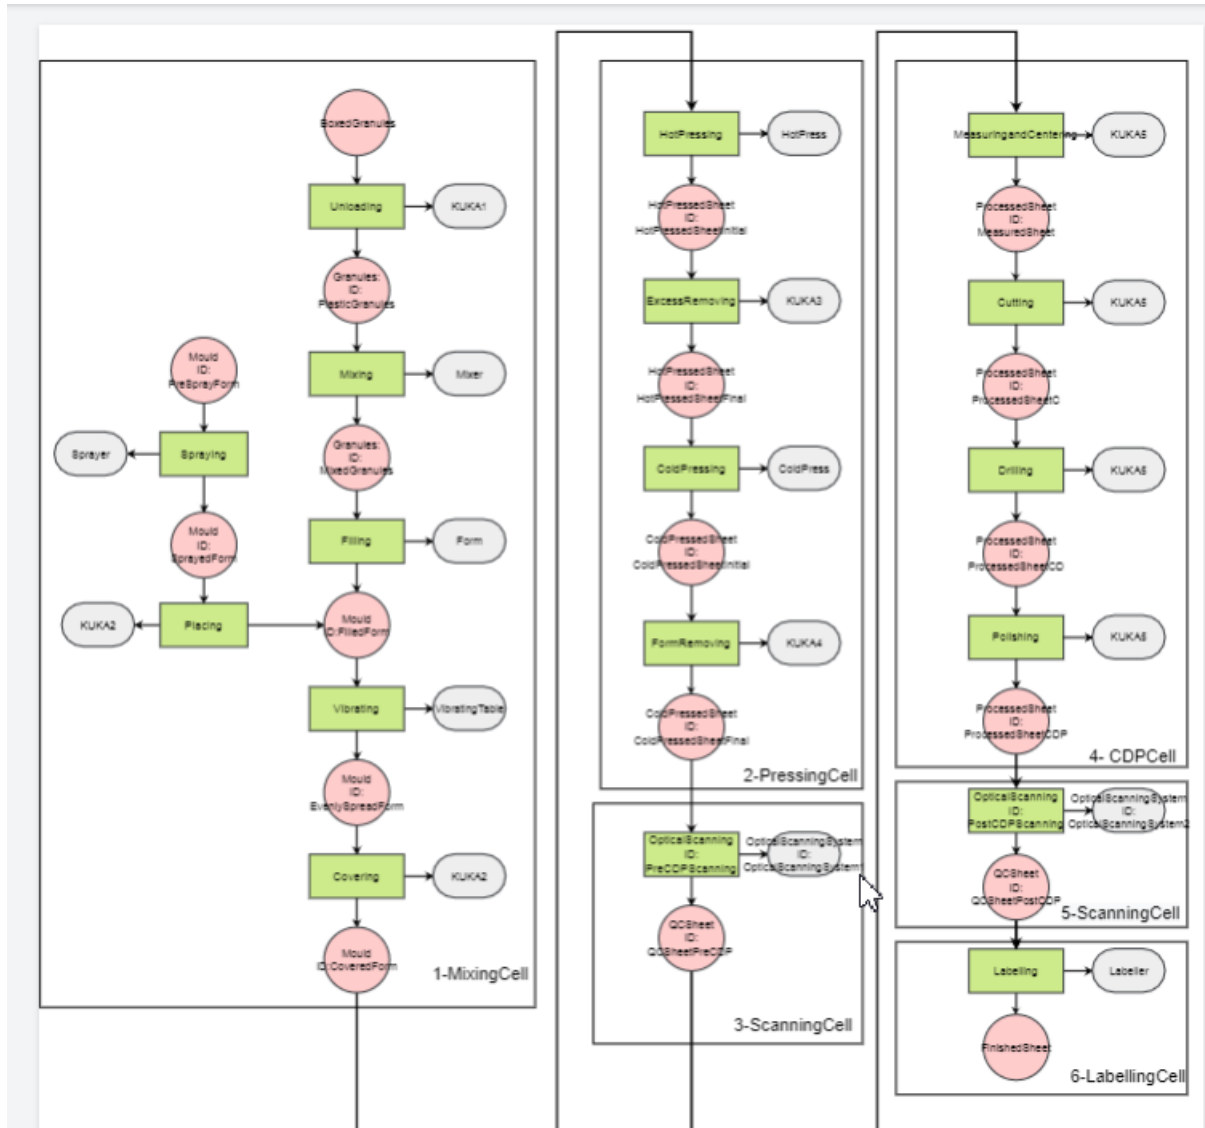 BoxedGranules
Unloading
KUKA1
Granules:
ID:
PlasticGranules
Mould
ID:
PreSprayForm
Mixing
Mixer
Sprayer
Spraying
Granules:
ID:
MixedGranules
Mould
ID:
SprayedForm
Filling
Form
KUKA2
Placing
Mould
ID:FilledForm
Vibrating
VibratingTable
Mould
ID:
EvenlySpreadForm
Covering
KUKA2
Mould
ID:CoveredForm
1-MixingCell
HotPressing
HotPress
HotPressedSheet
ID:
HotPressedSheetInitial
ExcessRemoving
KUKA3
HotPressedSheet
ID:
HotPressedSheetFinal
ColdPressing
ColdPress
ColdPressedSheet
ID:
ColdPressedSheetInitial
FormRemoving
KUKA4
ColdPressedSheet
ID:
ColdPressedSheetFinal
2-PressingCell
OpticalScanning
ID:
PreCDPScanning
OpticalScanningSystem
ID:
OpticalScanningSystem1
QCSheet
ID:
QCSheetPreCDP
3-ScanningCell
MeasuringandCentering
KUKA5
ProcessedSheet
ID:
MeasuredSheet
Cutting
KUKA5
ProcessedSheet
ID:
ProcessedSheetC
Drilling
KUKA5
ProcessedSheet
ID:
ProcessedSheetCD
Polishing
KUKA5
ProcessedSheet
ID:
ProcessedSheetCDP
4- CDPCell
OpticalScanning
ID:
PostCDPScanning
OpticalScanningSystem
ID:
OpticalScanningSystem2
QCSheet
ID:
QCSheetPostCDP
5-ScanningCell
Labelling
Labeller
FinishedSheet
6-LabellingCell